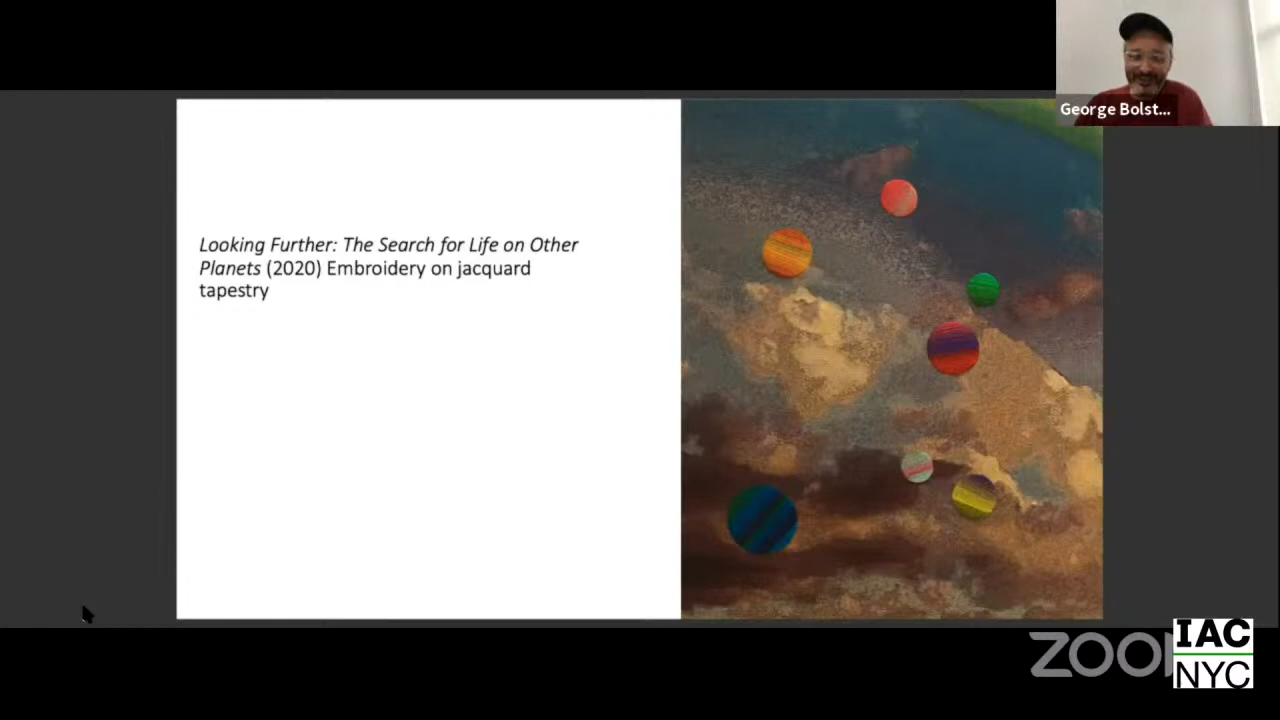 George Bolst...
Looking Further: The Search for Life on Other
Planets (2020) Embroidery on jacquard
tapestry
ZOO
IAC
NYC